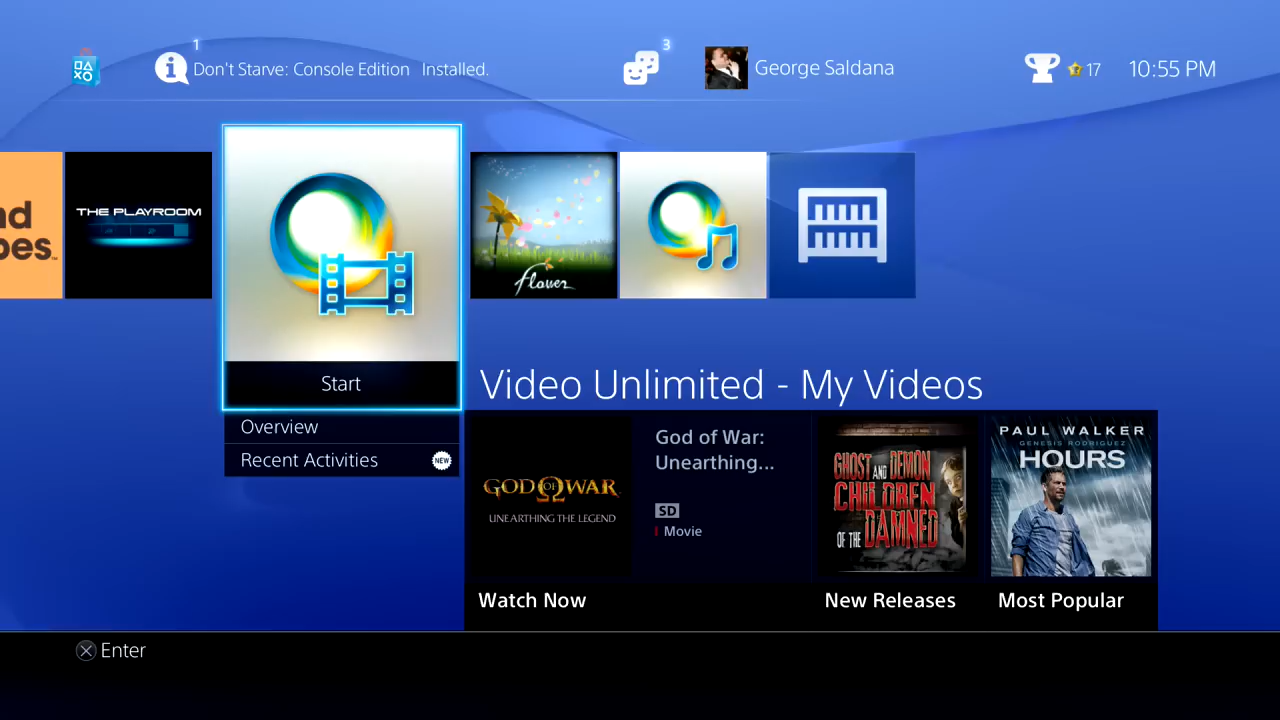 1
Don't Starve: Console Edition Installed.
3
George Saldana
17
10:55 PM
nd
pes™
THE PLAYROOM
flower
Start
Video Unlimited - My Videos
Overview
Recent Activities
NEW
GOD OF WAR
UNEARTHING THE LEGEND
God of War:
Unearthing...
SD
Movie
GHOST AND DEMON
CHILDREN
OF THE DAMNED
PAUL WALKER
GENESIS RODRIGUEZ
HOURS
Watch Now
New Releases
Most Popular
Enter